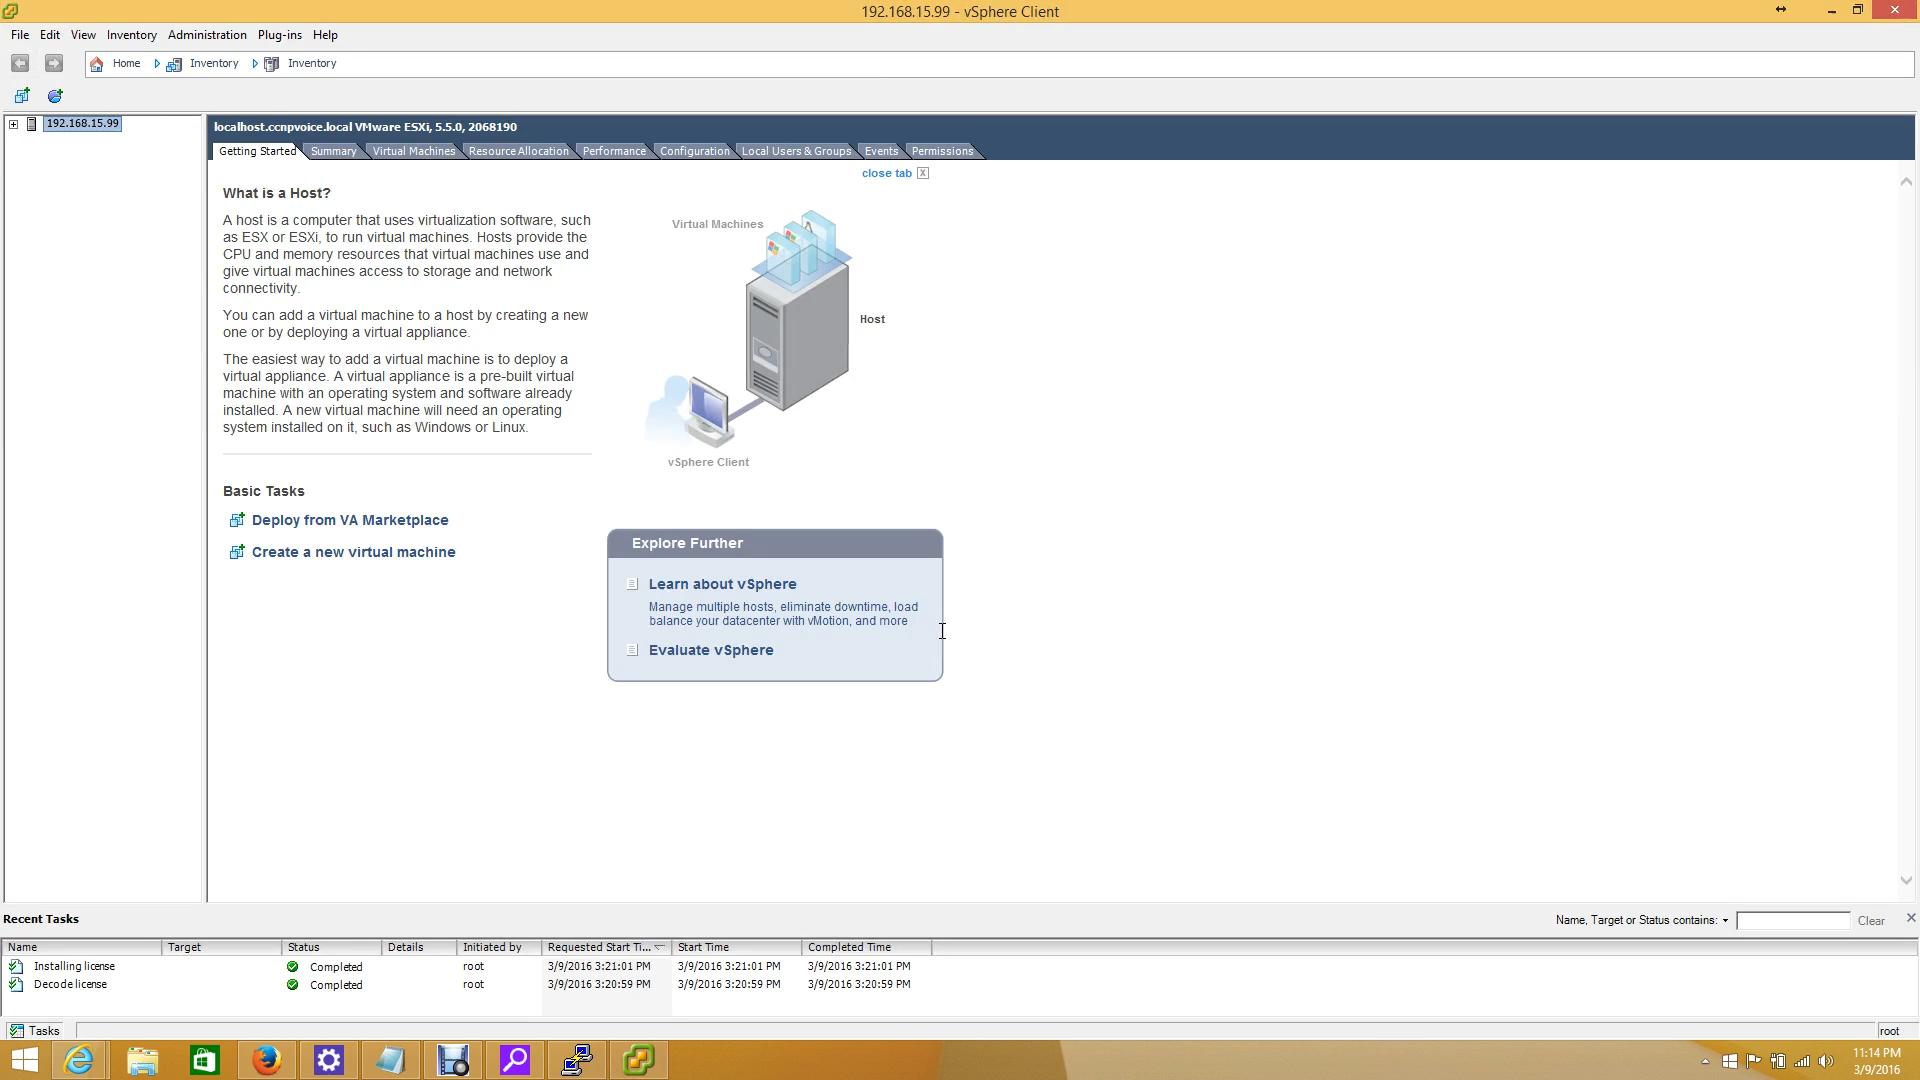 192.168.15.99 - vSphere Client
File Edit View Inventory Administration Plug-ins Help
Home Inventory Inventory
192.168.15.99
localhost.ccnpvoice.local VMware ESXi, 5.5.0, 2068190
Getting Started Summary Virtual Machines Resource Allocation Performance Configuration Local Users & Groups Events Permissions
close tab X
What is a Host?
A host is a computer that uses virtualization software, such
as ESX or ESXi, to run virtual machines. Hosts provide the
CPU and memory resources that virtual machines use and
give virtual machines access to storage and network
connectivity.
You can add a virtual machine to a host by creating a new
one or by deploying a virtual appliance.
The easiest way to add a virtual machine is to deploy a
virtual appliance. A virtual appliance is a pre-built virtual
machine with an operating system and software already
installed. A new virtual machine will need an operating
system installed on it, such as Windows or Linux.
Virtual Machines
Host
vSphere Client
Basic Tasks
Deploy from VA Marketplace
Create a new virtual machine
Explore Further
Learn about vSphere
Manage multiple hosts, eliminate downtime, load
balance your datacenter with vMotion, and more
Evaluate vSphere
Recent Tasks
Name, Target or Status contains: Clear
Name Target Status Details Initiated by Requested Start Ti... Start Time Completed Time
Installing license Completed root 3/9/2016 3:21:01 PM 3/9/2016 3:21:01 PM 3/9/2016 3:21:01 PM
Decode license Completed root 3/9/2016 3:20:59 PM 3/9/2016 3:20:59 PM 3/9/2016 3:20:59 PM
Tasks
root
11:14 PM
3/9/2016